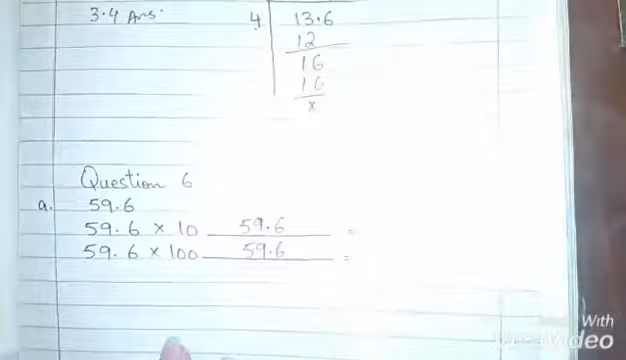 3.4 Ans.
4 13.6
12
16
16
x
Question 6
a. 59.6
59.6 × 10 59.6 =
59.6 × 100 59.6 =
With
Video